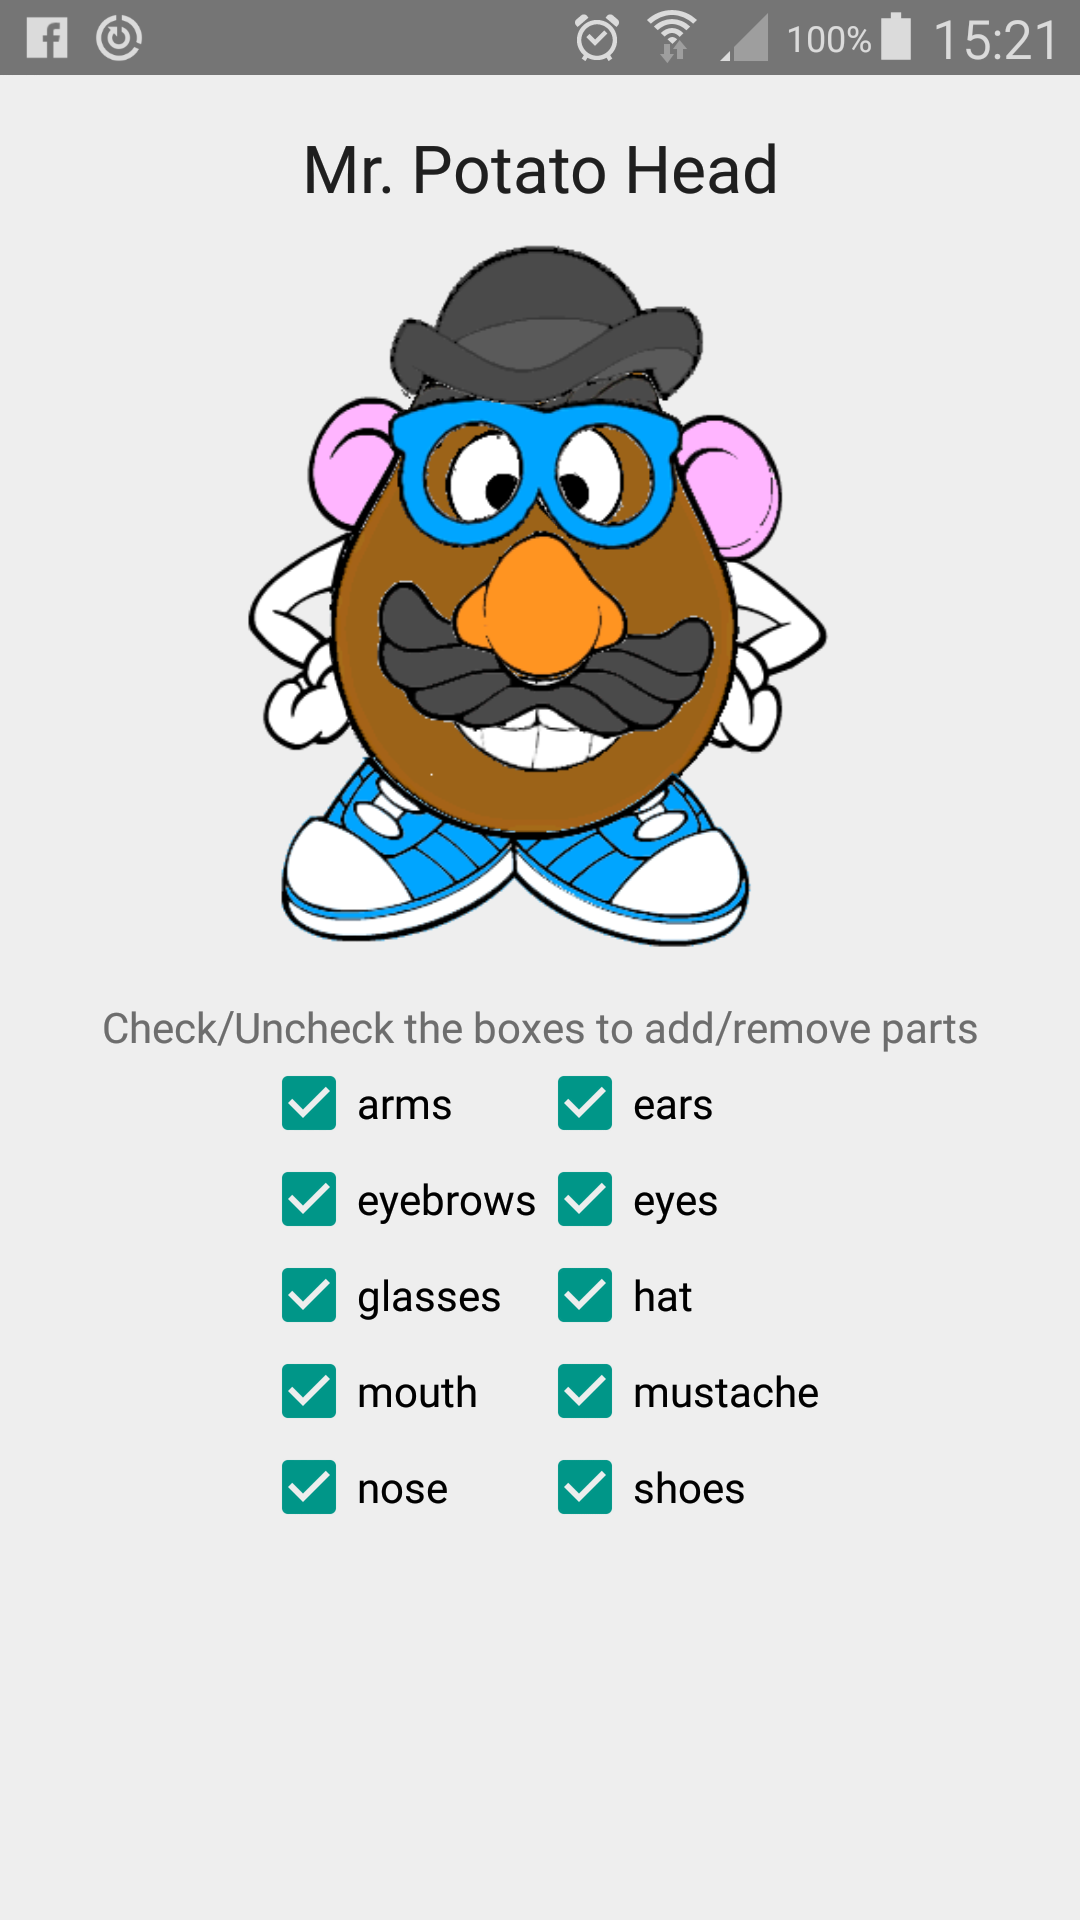 100% 15:21
Mr. Potato Head
Check/Uncheck the boxes to add/remove parts
arms ears
eyebrows eyes
glasses hat
mouth mustache
nose shoes